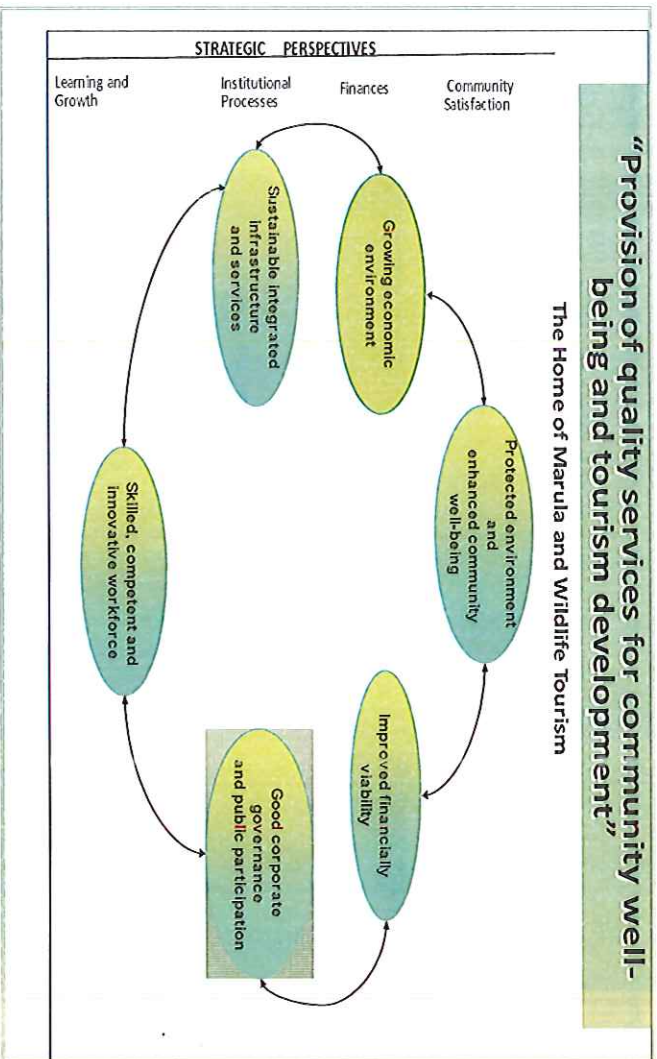 “Provision of quality services for community well-
being and tourism development”
The Home of Marula and Wildlife Tourism
STRATEGIC PERSPECTIVES
Community
Satisfaction
Protected environment
and
enhanced community
well-being
Finances
Growing economic
environment
Improved financially
viability
Institutional
Processes
Sustainable integrated
infrastructure
and services
Good corporate
governance
and public participation
Learning and
Growth
Skilled, competent and
innovative workforce